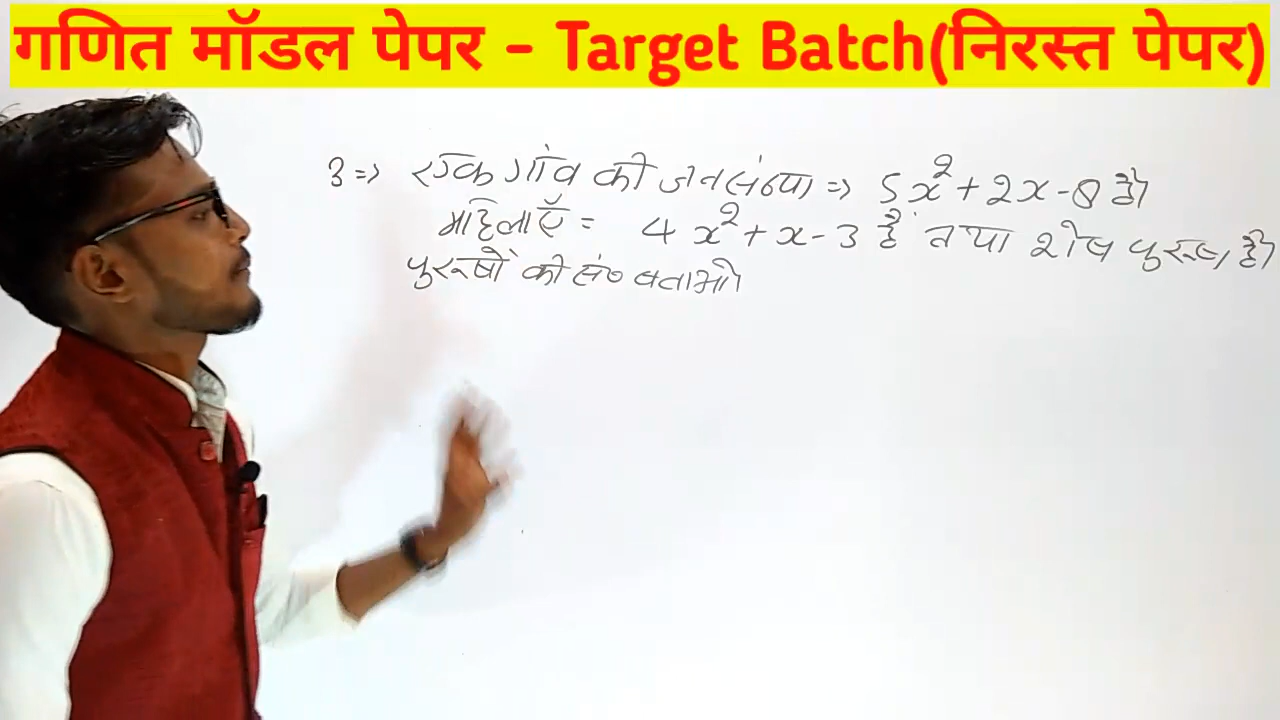 गणित मॉडल पेपर - Target Batch(निरस्त पेपर)
3 => एक गांव की जनसंख्या => 5x² + 2x - 8 है।
महिलाएँ = 4x² + x - 3 है तथा शेष पुरूष है।
पुरूषों की सं० बताओ।